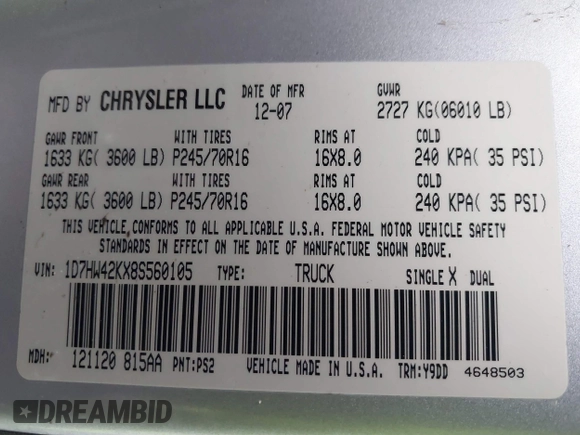 MFD BY CHRYSLER LLC DATE OF MFR 12-07 GVWR 2727 KG(06010 LB)
GAWR FRONT WITH TIRES RIMS AT COLD
1633 KG( 3600 LB) P245/70R16 16X8.0 240 KPA( 35 PSI)
GAWR REAR WITH TIRES RIMS AT COLD
1633 KG( 3600 LB) P245/70R16 16X8.0 240 KPA( 35 PSI)
THIS VEHICLE CONFORMS TO ALL APPLICABLE U.S.A. FEDERAL MOTOR VEHICLE SAFETY
STANDARDS IN EFFECT ON THE DATE OF MANUFACTURE SHOWN ABOVE.
VIN: 1D7HW42KX8S560105 TYPE: TRUCK SINGLE X DUAL
MDH: 121120 815AA PNT:PS2 VEHICLE MADE IN U.S.A. TRM:Y9DD 4648503
DREAMBID